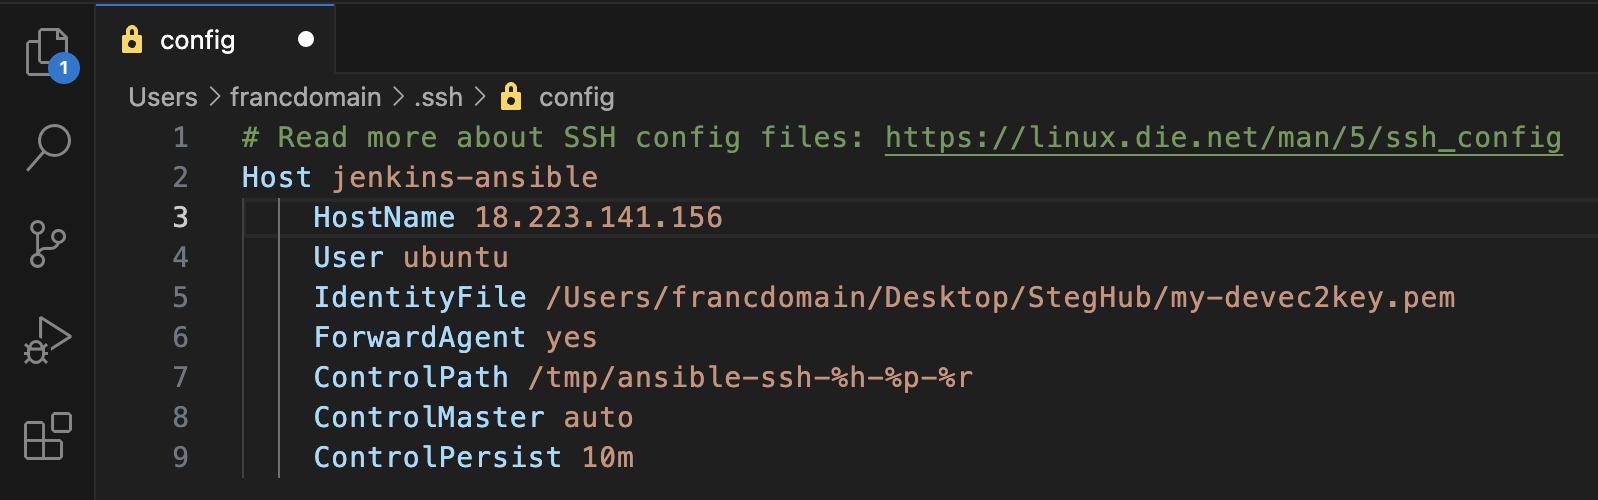 config
1
Users > francdomain > .ssh > config
1 # Read more about SSH config files: https://linux.die.net/man/5/ssh_config
2 Host jenkins-ansible
3 HostName 18.223.141.156
4 User ubuntu
5 IdentityFile /Users/francdomain/Desktop/StegHub/my-devec2key.pem
6 ForwardAgent yes
7 ControlPath /tmp/ansible-ssh-%h-%p-%r
8 ControlMaster auto
9 ControlPersist 10m